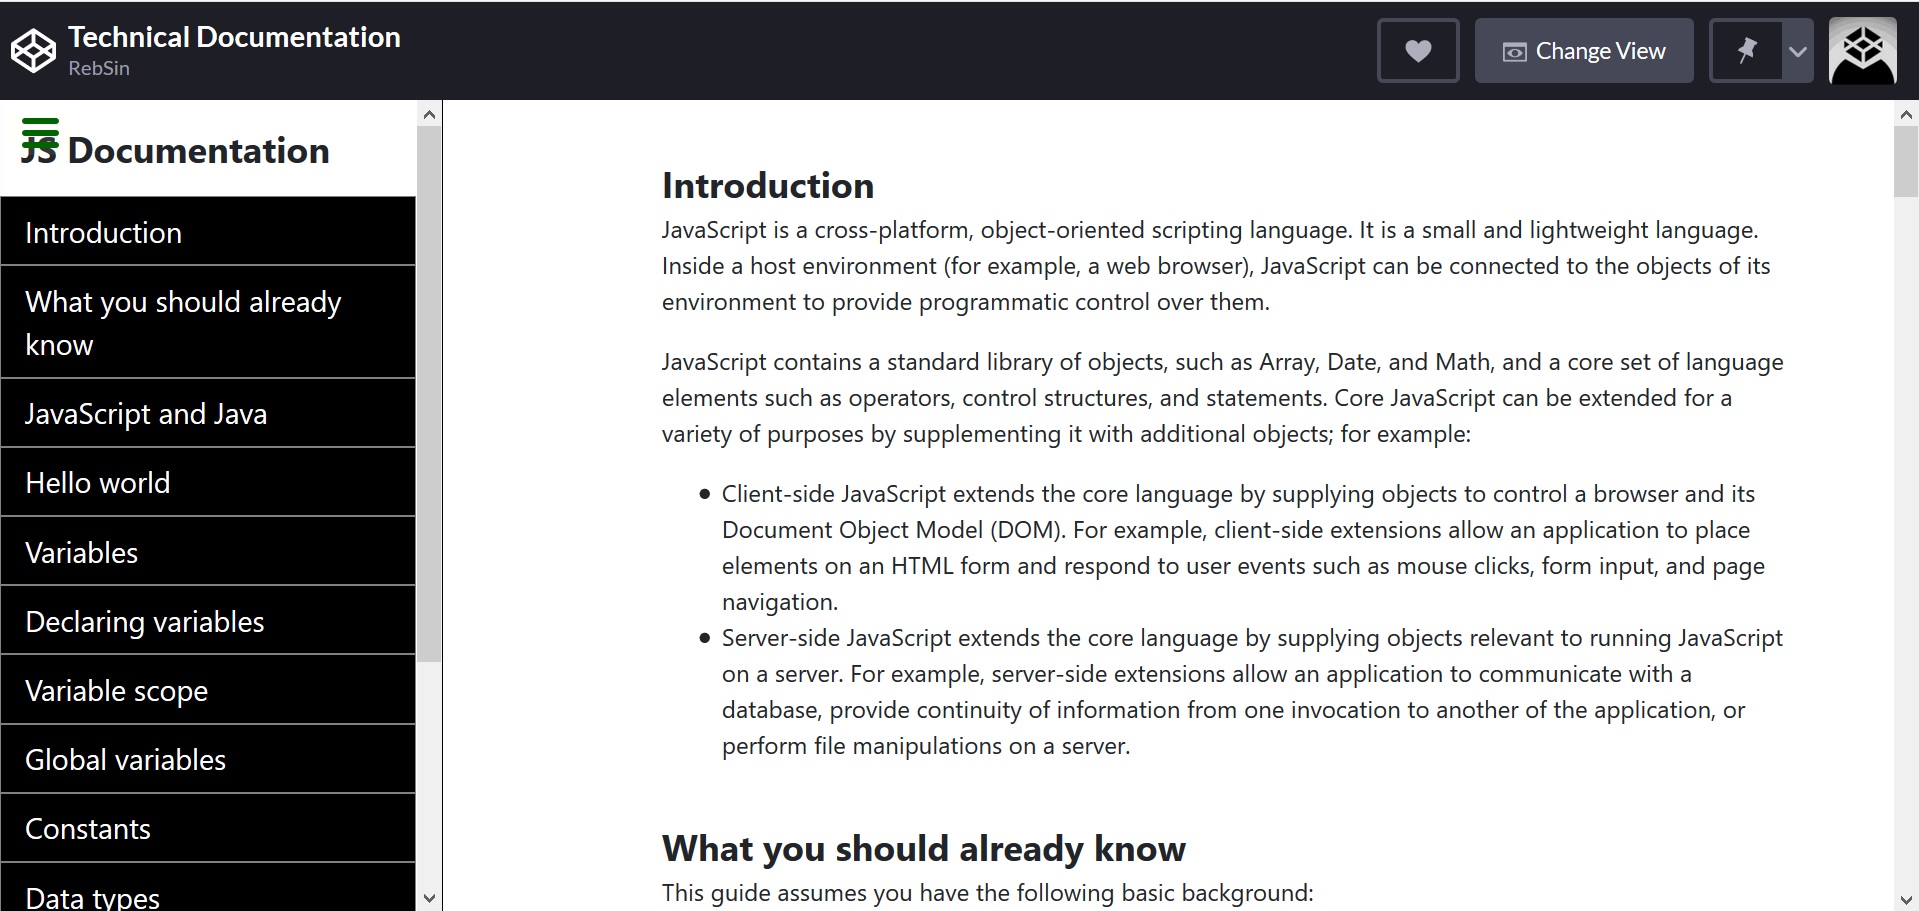 Technical Documentation
RebSin
Change View
JS Documentation
Introduction
What you should already
know
JavaScript and Java
Hello world
Variables
Declaring variables
Variable scope
Global variables
Constants
Data types
Introduction
JavaScript is a cross-platform, object-oriented scripting language. It is a small and lightweight language.
Inside a host environment (for example, a web browser), JavaScript can be connected to the objects of its
environment to provide programmatic control over them.
JavaScript contains a standard library of objects, such as Array, Date, and Math, and a core set of language
elements such as operators, control structures, and statements. Core JavaScript can be extended for a
variety of purposes by supplementing it with additional objects; for example:
• Client-side JavaScript extends the core language by supplying objects to control a browser and its
Document Object Model (DOM). For example, client-side extensions allow an application to place
elements on an HTML form and respond to user events such as mouse clicks, form input, and page
navigation.
• Server-side JavaScript extends the core language by supplying objects relevant to running JavaScript
on a server. For example, server-side extensions allow an application to communicate with a
database, provide continuity of information from one invocation to another of the application, or
perform file manipulations on a server.
What you should already know
This guide assumes you have the following basic background: